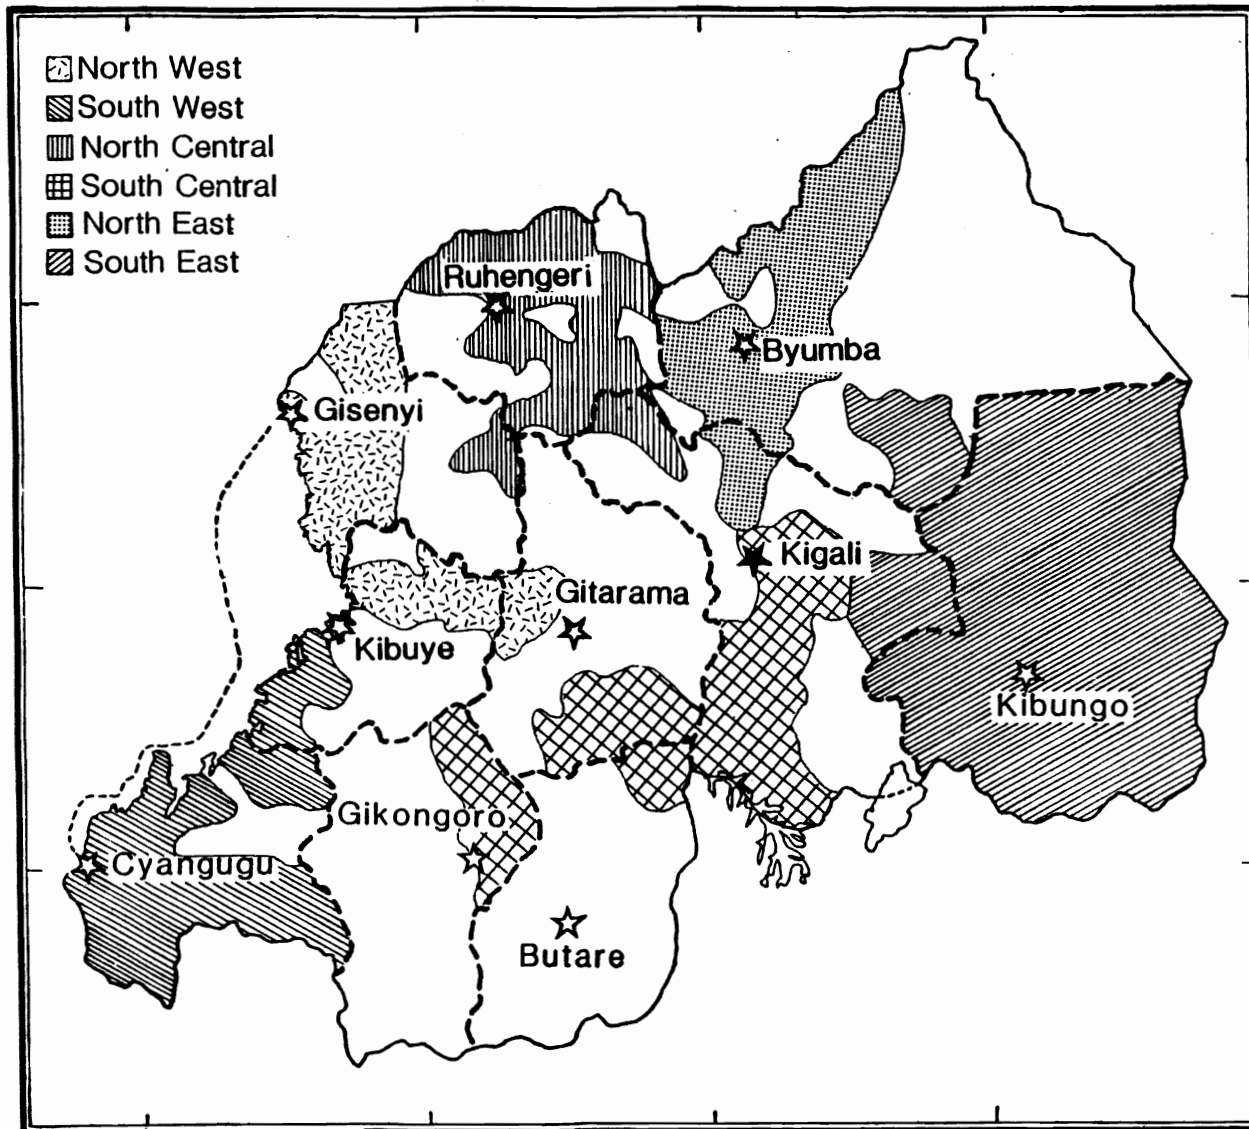 North West
South West
North Central
South Central
North East
South East
Ruhengeri
Byumba
Gisenyi
Kigali
Gitarama
Kibuye
Kibungo
Gikongoro
Cyangugu
Butare